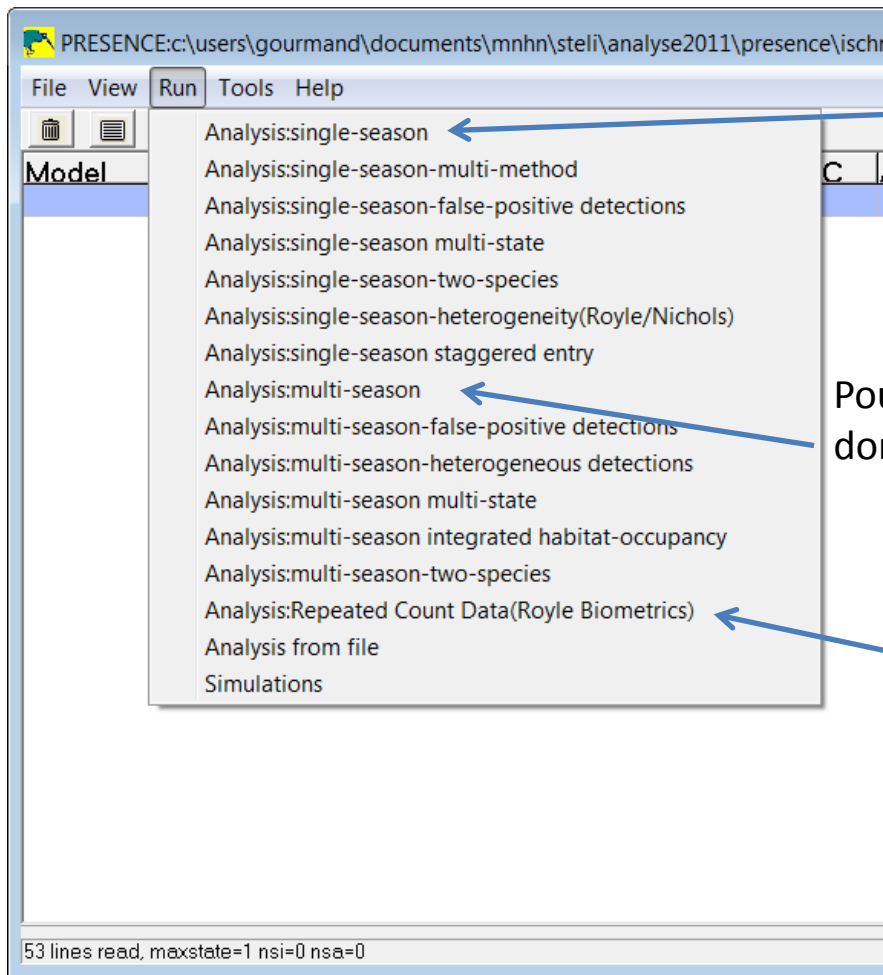 PRESENCE:c:\users\gourmand\documents\mnhn\steli\analyse2011\presence\ischn
File View Run Tools Help
Model C
Analysis:single-season
Analysis:single-season-multi-method
Analysis:single-season-false-positive detections
Analysis:single-season multi-state
Analysis:single-season-two-species
Analysis:single-season-heterogeneity(Royle/Nichols)
Analysis:single-season staggered entry
Analysis:multi-season
Analysis:multi-season-false-positive detections
Analysis:multi-season-heterogeneous detections
Analysis:multi-season multi-state
Analysis:multi-season integrated habitat-occupancy
Analysis:multi-season-two-species
Analysis:Repeated Count Data(Royle Biometrics)
Analysis from file
Simulations
53 lines read, maxstate=1 nsi=0 nsa=0